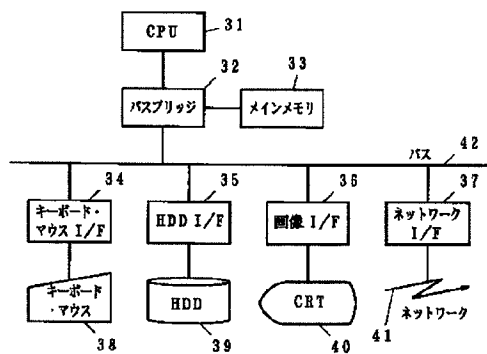 CPU
31
32
33
バスブリッジ
メインメモリ
バス
42
34
35
36
37
キーボード・
マウス I/F
HDD I/F
画像 I/F
ネットワーク
I/F
キーボード
・マウス
HDD
CRT
ネットワーク
38
39
40
41